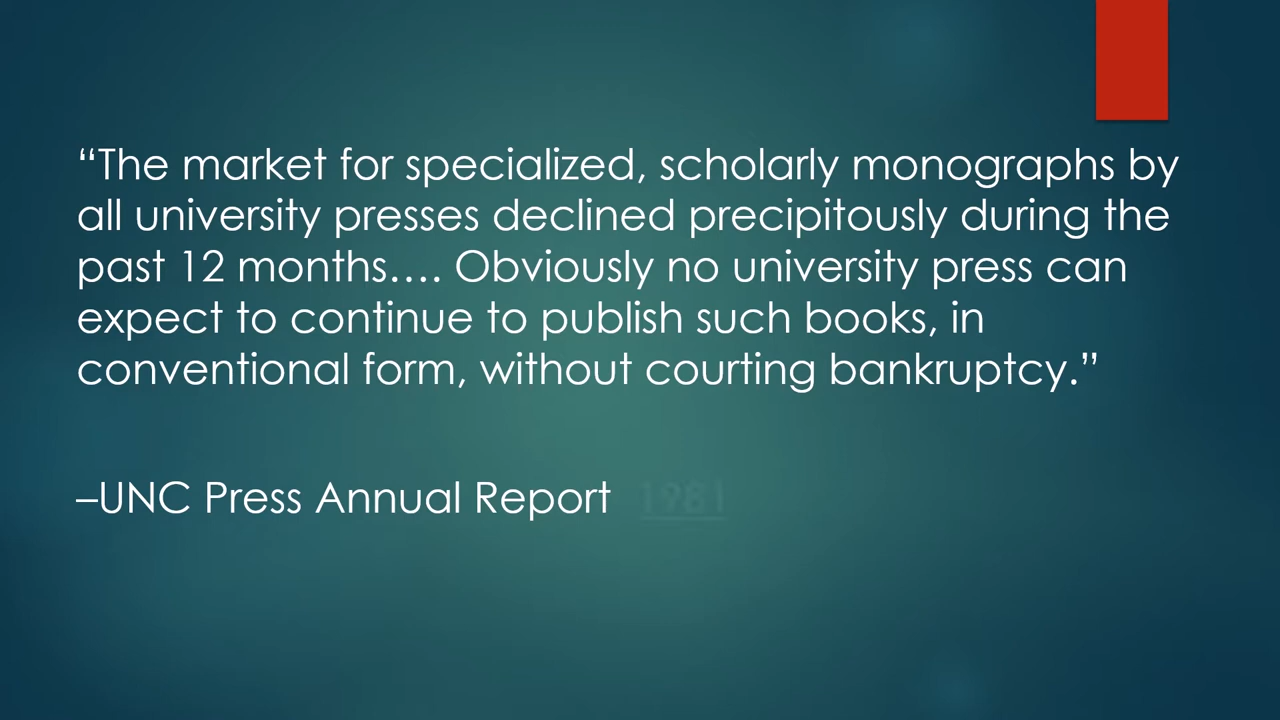 “The market for specialized, scholarly monographs by
all university presses declined precipitously during the
past 12 months…. Obviously no university press can
expect to continue to publish such books, in
conventional form, without courting bankruptcy.”
–UNC Press Annual Report 1981